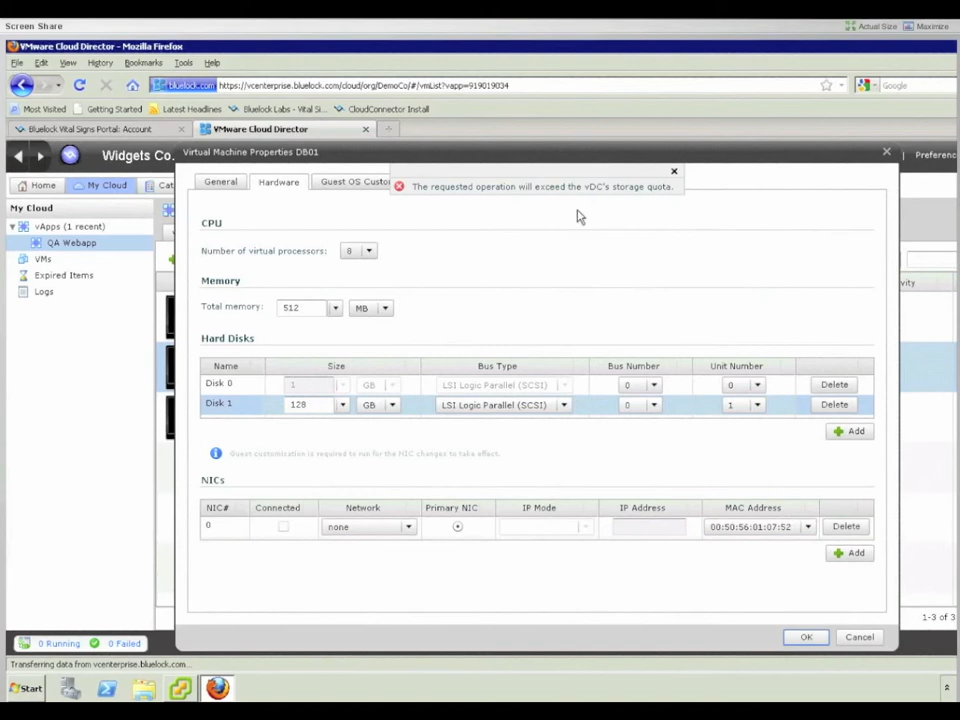 Screen Share
Actual Size Maximize
VMware Cloud Director - Mozilla Firefox
File Edit View History Bookmarks Tools Help
bluelock.com https://vcenterprise.bluelock.com/cloud/org/DemoCo/#/vmList?vapp=919019034
Google
Most Visited Getting Started Latest Headlines Bluelock Labs - Vital Si... CloudConnector Install
Bluelock Vital Signs Portal: Account VMware Cloud Director
Widgets Co. Virtual Machine Properties DB01 Preferenc
Home My Cloud Cat
General Hardware Guest OS Custo
The requested operation will exceed the vDC's storage quota.
My Cloud
vApps (1 recent)
QA Webapp
VMs
Expired Items
Logs
CPU
Number of virtual processors: 8
Memory
Total memory: 512 MB
Hard Disks
Name Size Bus Type Bus Number Unit Number
Disk 0 1 GB LSI Logic Parallel (SCSI) 0 0 Delete
Disk 1 128 GB LSI Logic Parallel (SCSI) 0 1 Delete
Add
Guest customization is required to run for the NIC changes to take effect.
NICs
NIC# Connected Network Primary NIC IP Mode IP Address MAC Address
0 none 00:50:56:01:07:52 Delete
Add
ivity
1-3 of 3
OK Cancel
0 Running 0 Failed
Transferring data from vcenterprise.bluelock.com...
Start